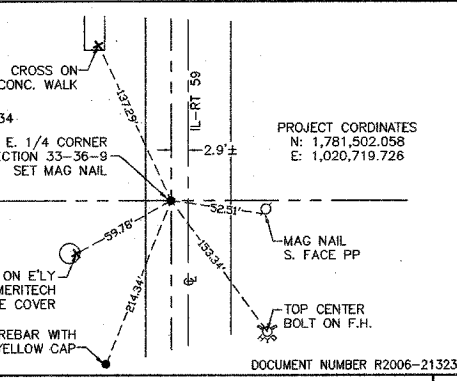 CROSS ON
CONC. WALK
34
137.29'
IL-RT 59
E. 1/4 CORNER
ECTION 33-36-9
SET MAG NAIL
2.9'±
PROJECT CORDINATES
N: 1,781,502.058
E: 1,020,719.726
52.51'
59.78'
153.34'
214.34'
MAG NAIL
S. FACE PP
ON E'LY
MERITECH
E COVER
TOP CENTER
BOLT ON F.H.
REBAR WITH
YELLOW CAP
DOCUMENT NUMBER R2006-21323